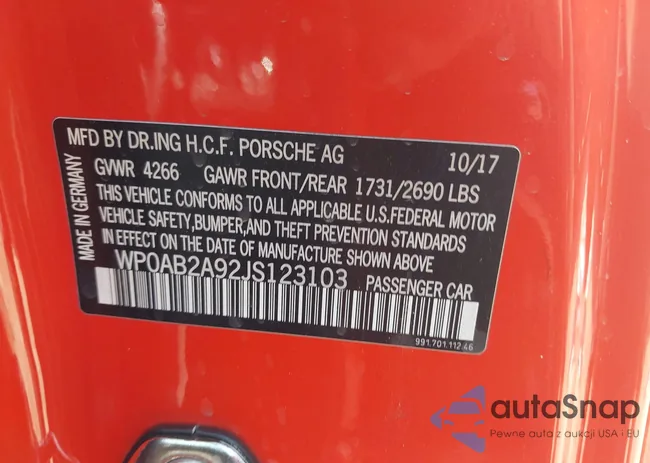 MFD BY DR.ING H.C.F. PORSCHE AG 10/17
GVWR 4266 GAWR FRONT/REAR 1731/2690 LBS
THIS VEHICLE CONFORMS TO ALL APPLICABLE U.S.FEDERAL MOTOR
VEHICLE SAFETY,BUMPER,AND THEFT PREVENTION STANDARDS
IN EFFECT ON THE DATE OF MANUFACTURE SHOWN ABOVE
WP0AB2A92JS123103 PASSENGER CAR
MADE IN GERMANY
991.701.112.46
autoSnap
Pewne auta z aukcji USA i EU